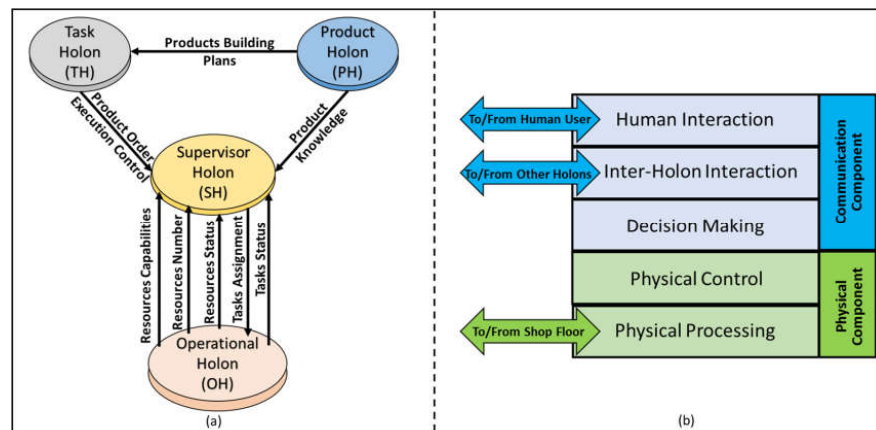 Task
Holon
(TH)
Products Building
Plans
Product
Holon
(PH)
Product Order
Execution Control
Product
Knowledge
Supervisor
Holon
(SH)
Resources Capabilities
Resources Number
Resources Status
Tasks Assignment
Tasks Status
Operational
Holon
(OH)
(a)
To/From Human User
Human Interaction
To/From Other Holons
Inter-Holon Interaction
Decision Making
Communication
Component
Physical Control
To/From Shop Floor
Physical Processing
Physical
Component
(b)